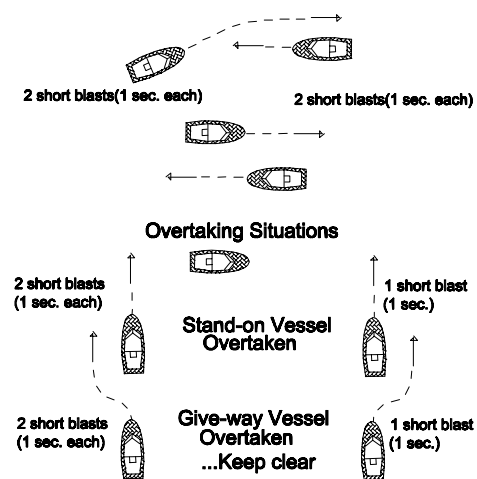 2 short blasts(1 sec. each)
2 short blasts(1 sec. each)
Overtaking Situations
2 short blasts
(1 sec. each)
1 short blast
(1 sec.)
Stand-on Vessel
Overtaken
2 short blasts
(1 sec. each)
Give-way Vessel
Overtaken
...Keep clear
1 short blast
(1 sec.)